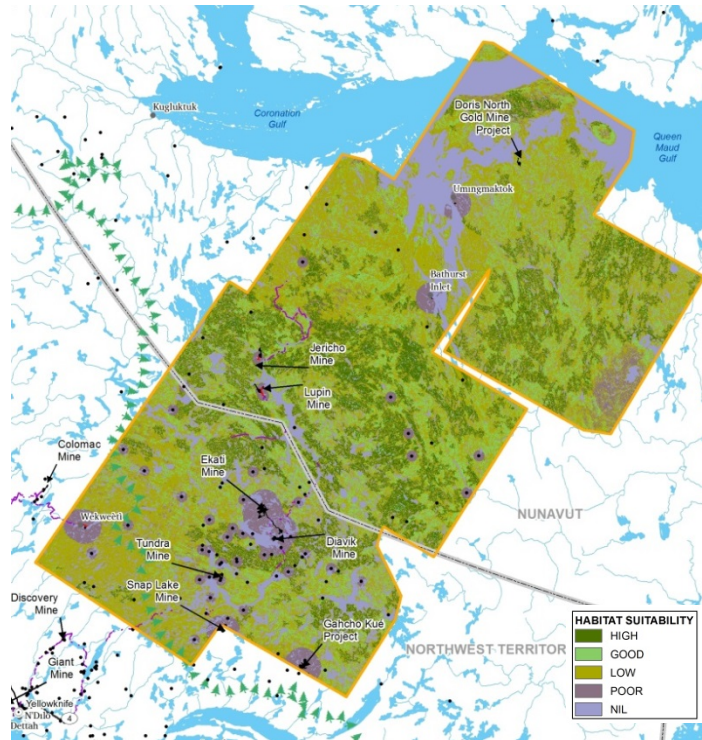 Kugluktuk
Coronation
Gulf
Doris North
Gold Mine
Project
Queen
Maud
Gulf
Umingmaktok
Bathurst
Inlet
Jericho
Mine
Lupin
Mine
Colomac
Mine
Ekati
Mine
Wekweeti
NUNAVUT
Tundra
Mine
Diavik
Mine
Snap Lake
Mine
Discovery
Mine
Gahcho Kue
Project
NORTHWEST TERRITOR
Giant
Mine
Yellowknife
N'Dilo
Dettah
4
HABITAT SUITABILITY
HIGH
GOOD
LOW
POOR
NIL